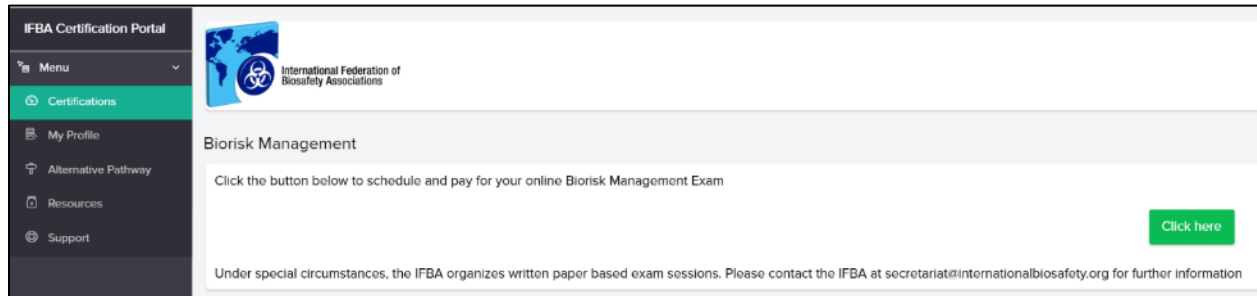 IFBA Certification Portal
Menu
Certifications
My Profile
Alternative Pathway
Resources
Support
International Federation of
Biosafety Associations
Biorisk Management
Click the button below to schedule and pay for your online Biorisk Management Exam
Click here
Under special circumstances, the IFBA organizes written paper based exam sessions. Please contact the IFBA at secretariat@internationalbiosafety.org for further information